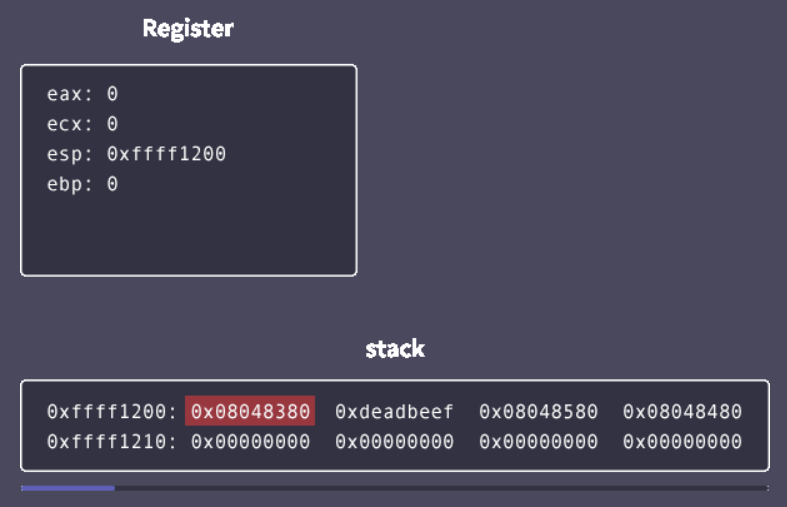 Register
eax: 0
ecx: 0
esp: 0xffff1200
ebp: 0
stack
0xffff1200: 0x08048380 0xdeadbeef 0x08048580 0x08048480
0xffff1210: 0x00000000 0x00000000 0x00000000 0x00000000